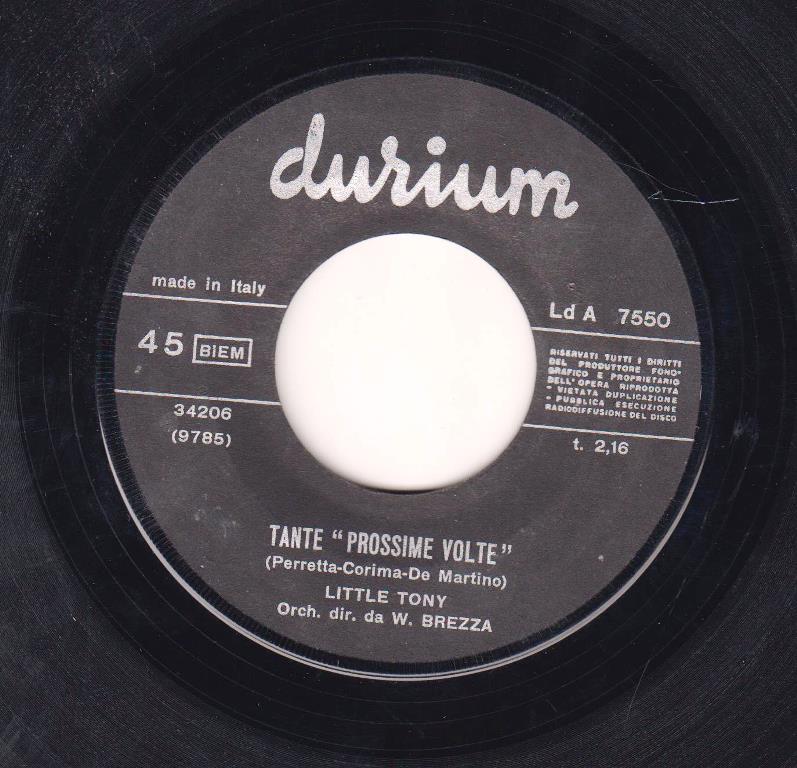 durium
made in Italy
45 BIEM
34206
(9785)
Ld A 7550
RISERVATI TUTTI I DIRITTI
DEL PRODUTTORE FONO-
GRAFICO E PROPRIETARIO
DELL'OPERA RIPRODOTTA
- VIETATA DUPLICAZIONE
- PUBBLICA ESECUZIONE
RADIODIFFUSIONE DEL DISCO
t. 2,16
TANTE "PROSSIME VOLTE"
(Perretta-Corima-De Martino)
LITTLE TONY
Orch. dir. da W. BREZZA